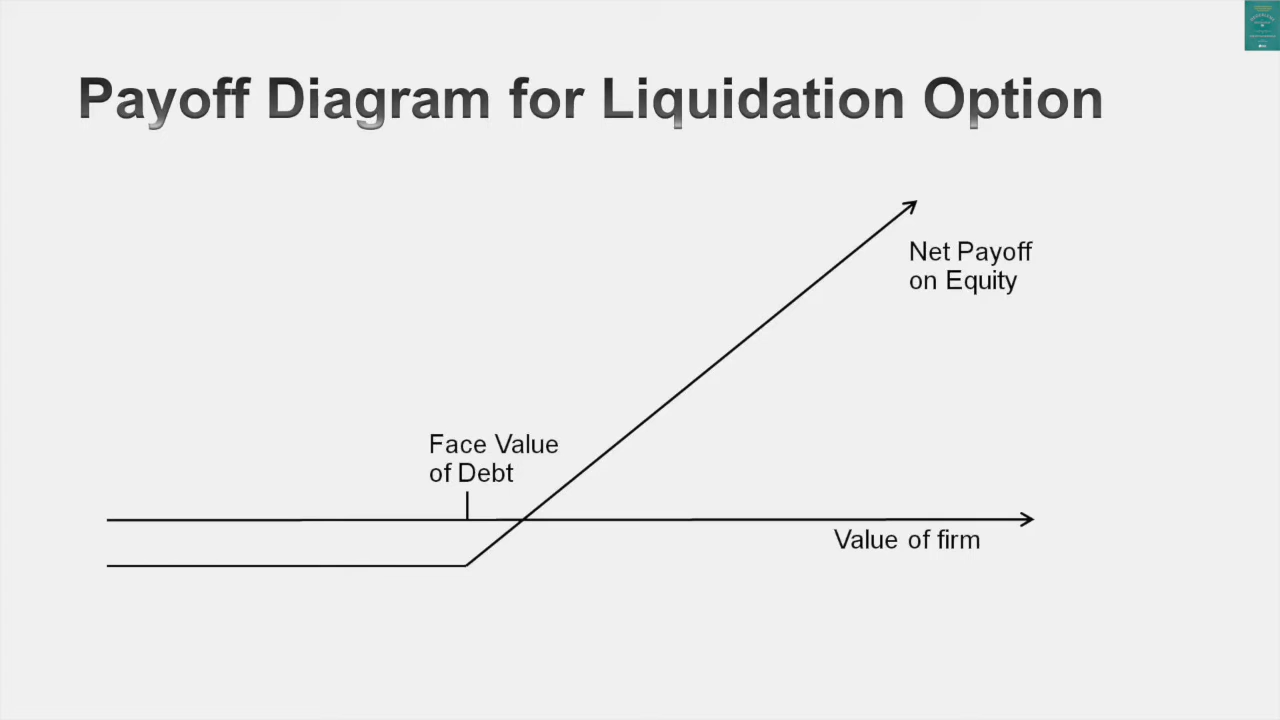 Payoff Diagram for Liquidation Option
Net Payoff
on Equity
Face Value
of Debt
Value of firm